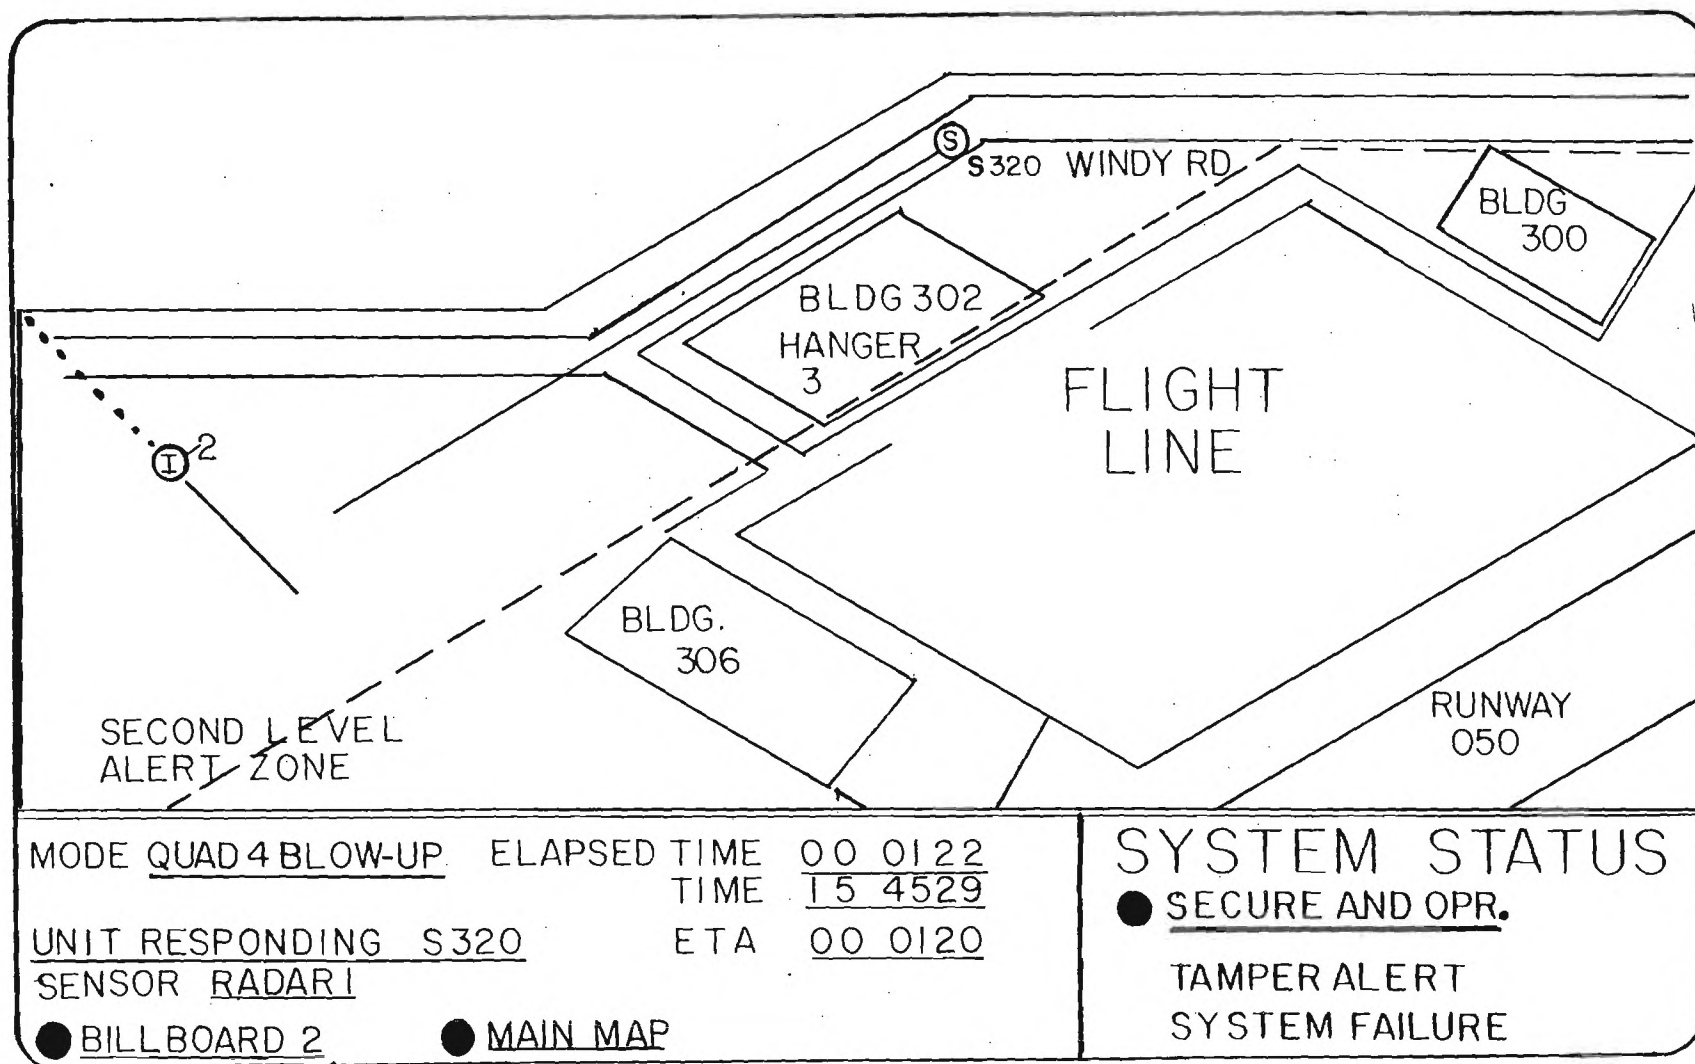 S
S320 WINDY RD
BLDG
300
BLDG 302
HANGER
3
FLIGHT
LINE
I 2
BLDG.
306
SECOND LEVEL
ALERT ZONE
RUNWAY
050
MODE QUAD 4 BLOW-UP ELAPSED TIME 00 0122
TIME 15 4529
UNIT RESPONDING S320 ETA 00 0120
SENSOR RADAR I
BILLBOARD 2 MAIN MAP
SYSTEM STATUS
SECURE AND OPR.
TAMPER ALERT
SYSTEM FAILURE